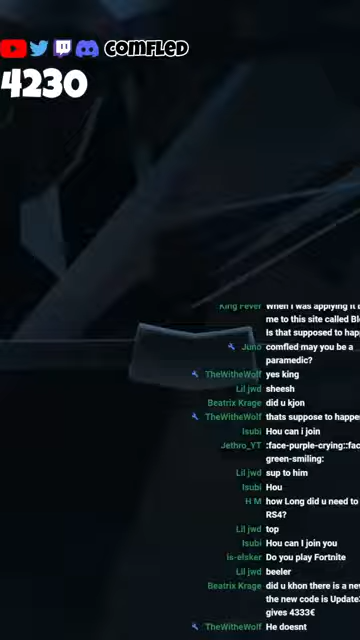 COMFLED
4230
King Fever When I was applying it
me to this site called Bl
Is that supposed to hap
Juno comfled may you be a
paramedic?
TheWitheWolf yes king
Lil jwd sheesh
Beatrix Krage did u kjon
TheWitheWolf thats suppose to happe
Isubi Hou can i join
Jethro_YT :face-purple-crying::fac
green-smiling:
Lil jwd sup to him
Isubi Hou
H M how Long did u need to
RS4?
Lil jwd top
Isubi Hou can I join you
is-elsker Do you play Fortnite
Lil jwd beeler
Beatrix Krage did u khon there is a ne
the new code is Update
gives 4333€
TheWitheWolf He doesnt